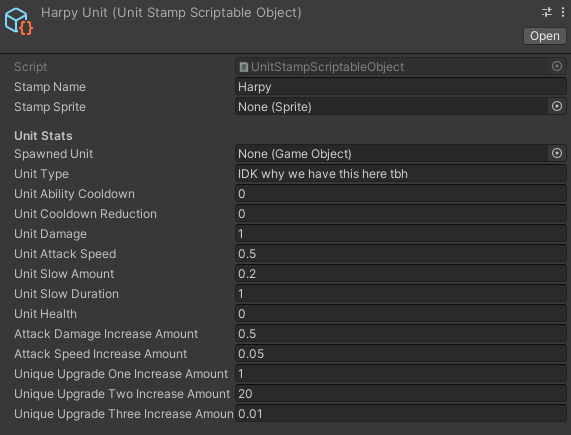 Harpy Unit (Unit Stamp Scriptable Object)
Open
Script UnitStampScriptableObject
Stamp Name Harpy
Stamp Sprite None (Sprite)
Unit Stats
Spawned Unit None (Game Object)
Unit Type IDK why we have this here tbh
Unit Ability Cooldown 0
Unit Cooldown Reduction 0
Unit Damage 1
Unit Attack Speed 0.5
Unit Slow Amount 0.2
Unit Slow Duration 1
Unit Health 0
Attack Damage Increase Amount 0.5
Attack Speed Increase Amount 0.05
Unique Upgrade One Increase Amount 1
Unique Upgrade Two Increase Amount 20
Unique Upgrade Three Increase Amoun 0.01